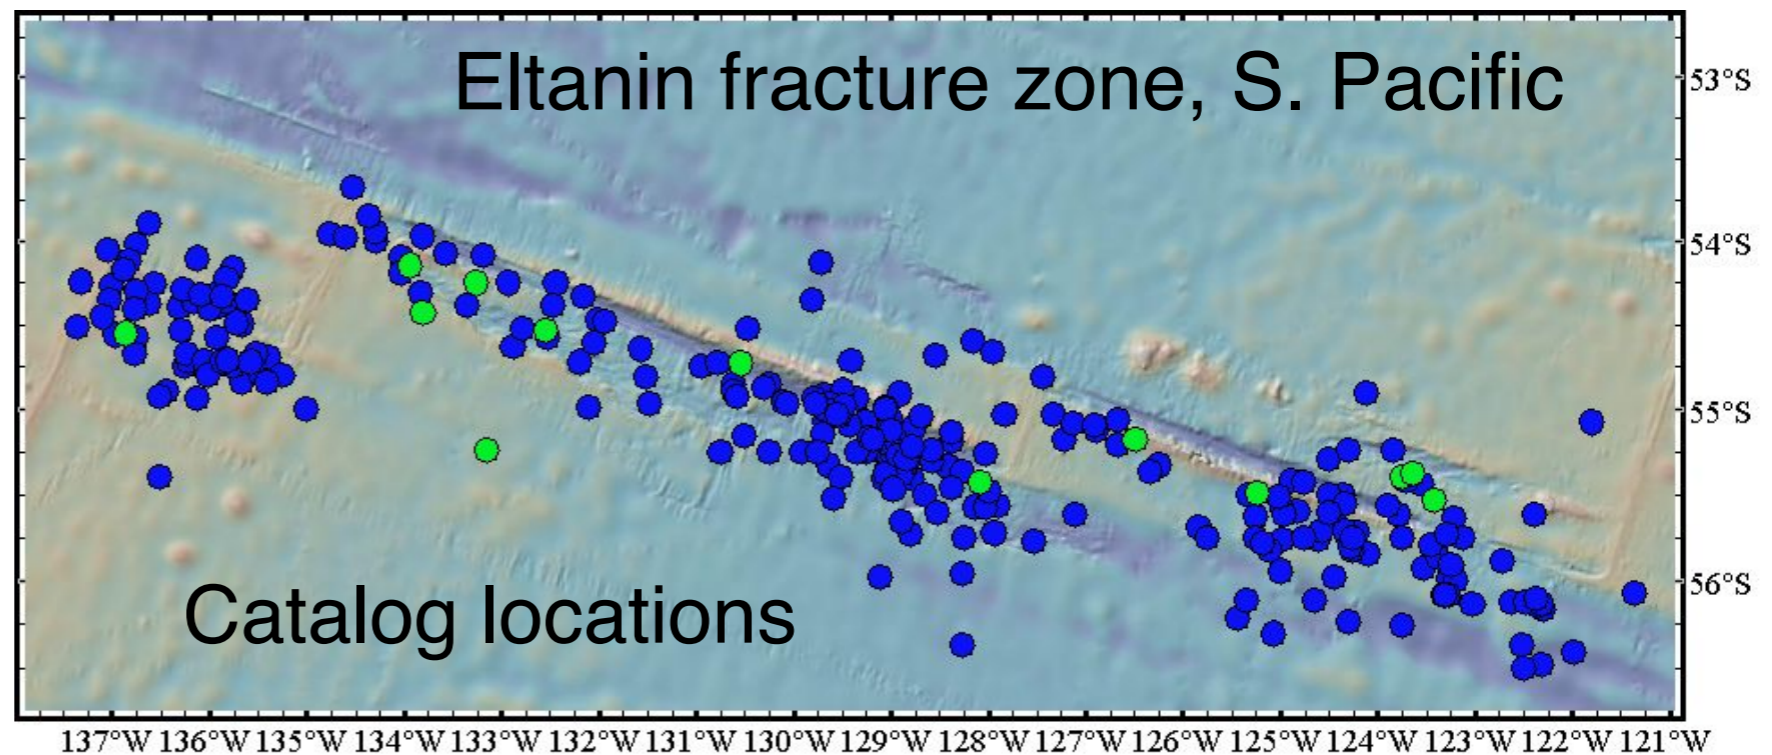 Eltanin fracture zone, S. Pacific
53°S
54°S
55°S
56°S
Catalog locations
137°W 136°W 135°W 134°W 133°W 132°W 131°W 130°W 129°W 128°W 127°W 126°W 125°W 124°W 123°W 122°W 121°W